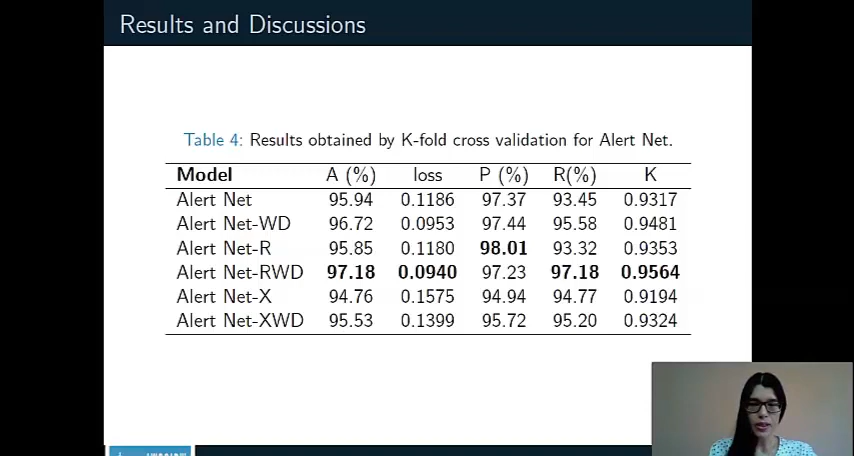 Results and Discussions
Table 4: Results obtained by K-fold cross validation for Alert Net.
Model A (%) loss P (%) R(%) K
Alert Net 95.94 0.1186 97.37 93.45 0.9317
Alert Net-WD 96.72 0.0953 97.44 95.58 0.9481
Alert Net-R 95.85 0.1180 98.01 93.32 0.9353
Alert Net-RWD 97.18 0.0940 97.23 97.18 0.9564
Alert Net-X 94.76 0.1575 94.94 94.77 0.9194
Alert Net-XWD 95.53 0.1399 95.72 95.20 0.9324